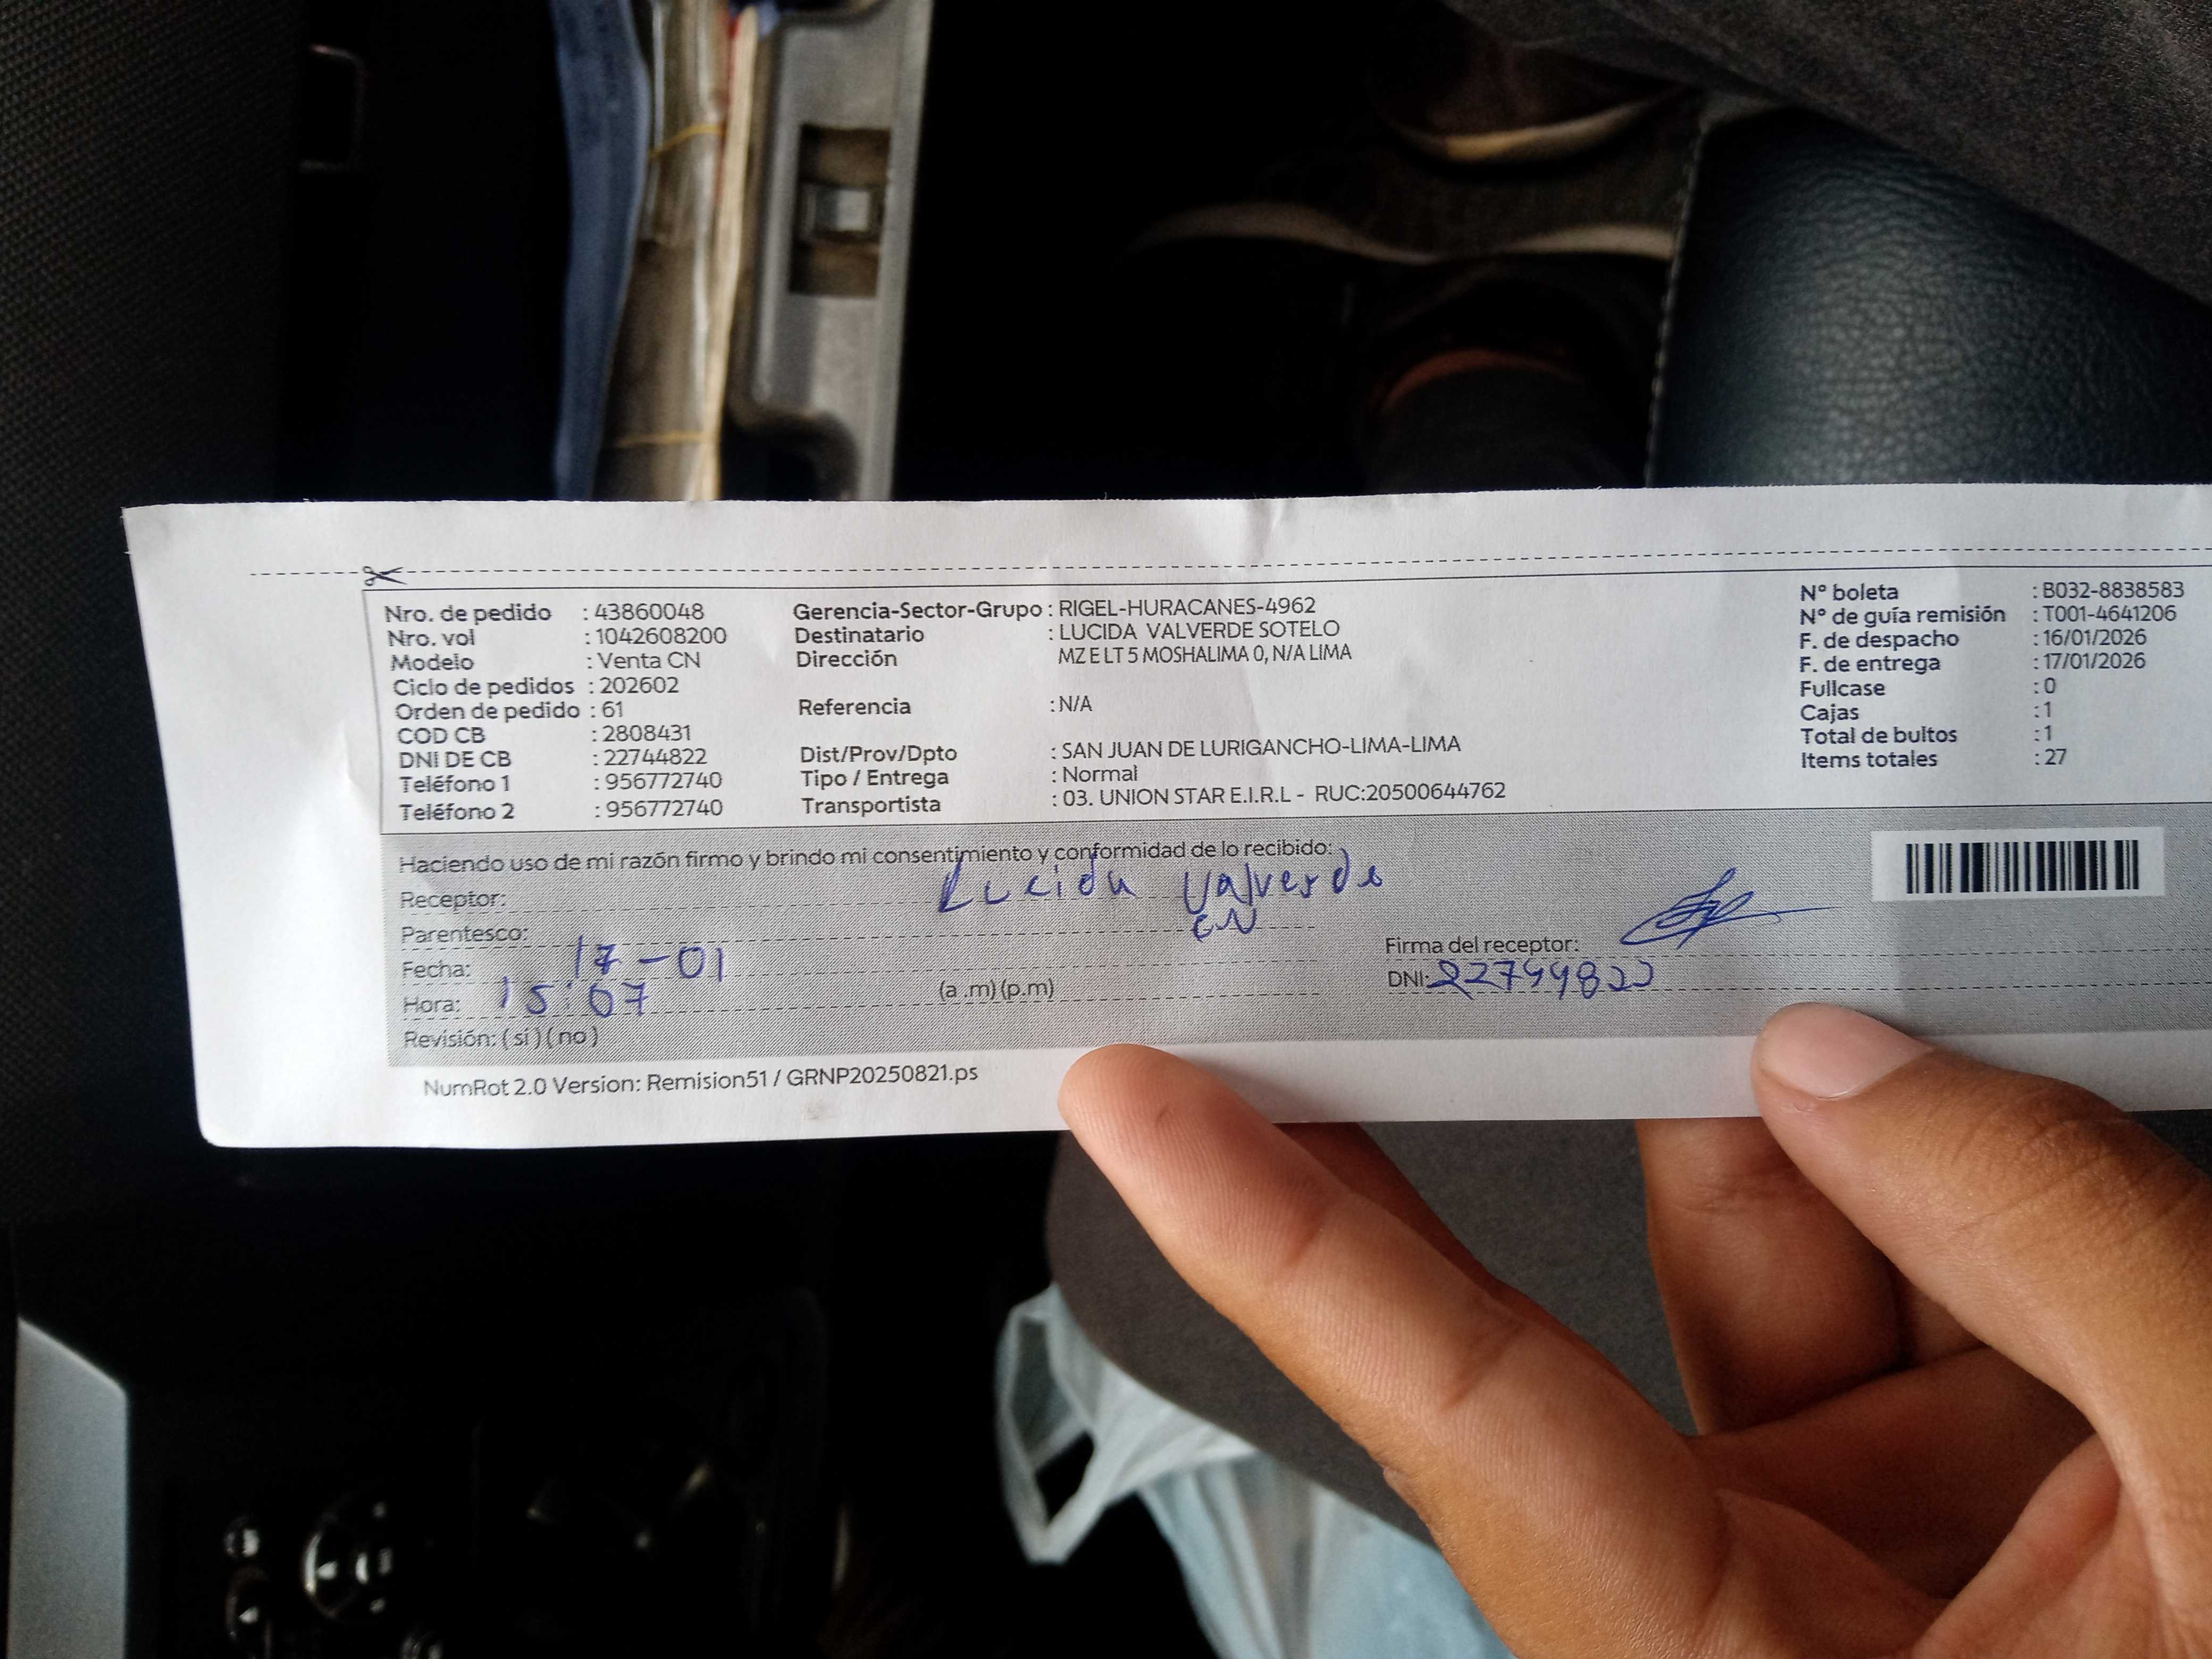 Nro. de pedido : 43860048
Nro. vol : 1042608200
Modelo : Venta CN
Ciclo de pedidos : 202602
Orden de pedido : 61
COD CB : 2808431
DNI DE CB : 22744822
Teléfono 1 : 956772740
Teléfono 2 : 956772740
Gerencia-Sector-Grupo : RIGEL-HURACANES-4962
Destinatario : LUCIDA VALVERDE SOTELO
Dirección MZ E LT 5 MOSHALIMA 0, N/A LIMA
Referencia : N/A
Dist/Prov/Dpto : SAN JUAN DE LURIGANCHO-LIMA-LIMA
Tipo / Entrega : Normal
Transportista : 03. UNION STAR E.I.R.L - RUC:20500644762
N° boleta : B032-8838583
N° de guía remisión : T001-4641206
F. de despacho : 16/01/2026
F. de entrega : 17/01/2026
Fullcase : 0
Cajas : 1
Total de bultos : 1
Items totales : 27
Haciendo uso de mi razón firmo y brindo mi consentimiento y conformidad de lo recibido:
Receptor: Lucida Valverde
Parentesco: CN
Fecha: 17-01
Hora: 15:07 (a .m) (p.m)
Revisión: ( si ) ( no )
Firma del receptor:
DNI: 22744822
NumRot 2.0 Version: Remision51 / GRNP20250821.ps